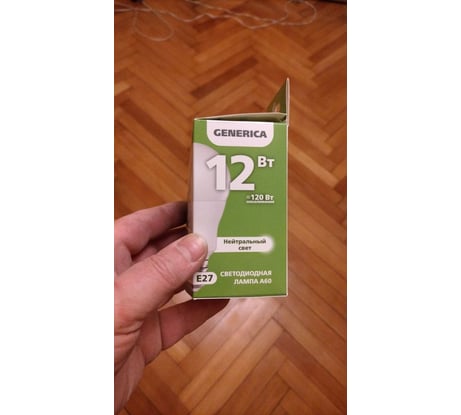 GENERICA
12 Вт
=120 Вт
Нейтральный
свет
E27
СВЕТОДИОДНАЯ
ЛАМПА А60